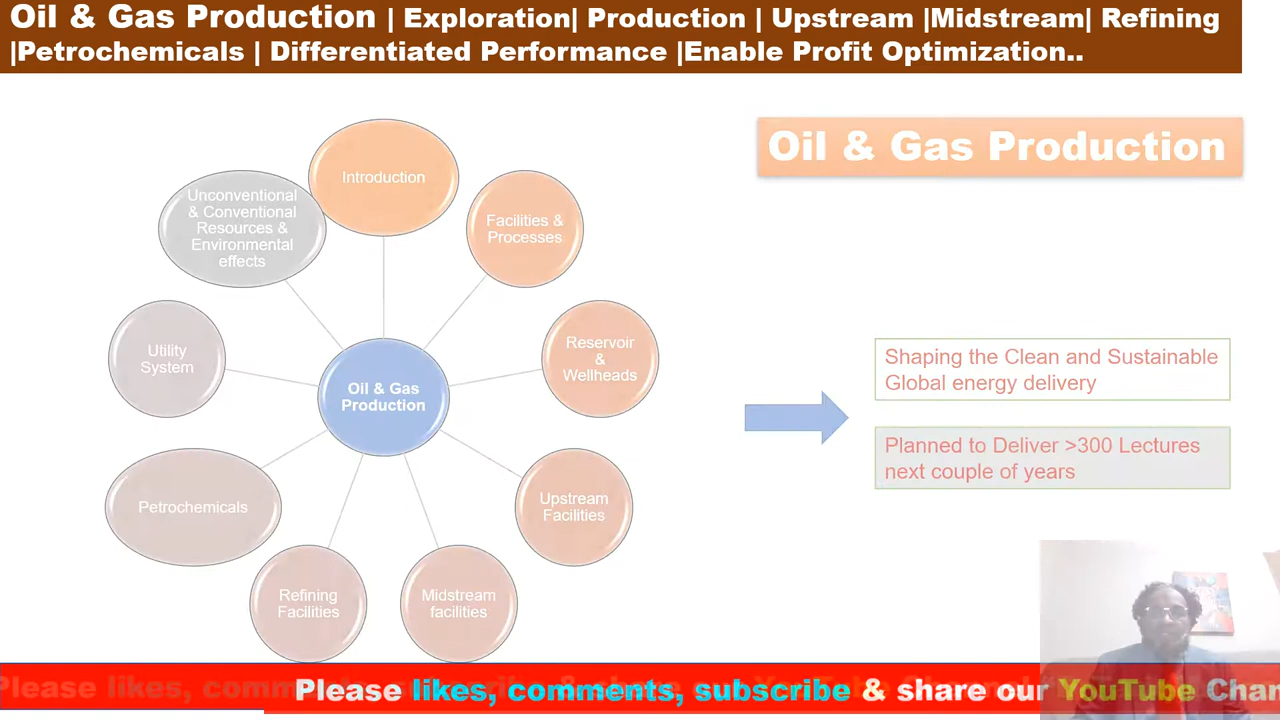 Oil & Gas Production | Exploration| Production | Upstream |Midstream| Refining
|Petrochemicals | Differentiated Performance |Enable Profit Optimization..
Oil & Gas Production
Introduction
Facilities &
Processes
Reservoir
&
Wellheads
Upstream
Facilities
Midstream
facilities
Refining
Facilities
Petrochemicals
Utility
System
Unconventional
& Conventional
Resources &
Environmental
effects
Oil & Gas
Production
Shaping the Clean and Sustainable
Global energy delivery
Planned to Deliver >300 Lectures
next couple of years
Please likes, comments, subscribe & share our YouTube Chan